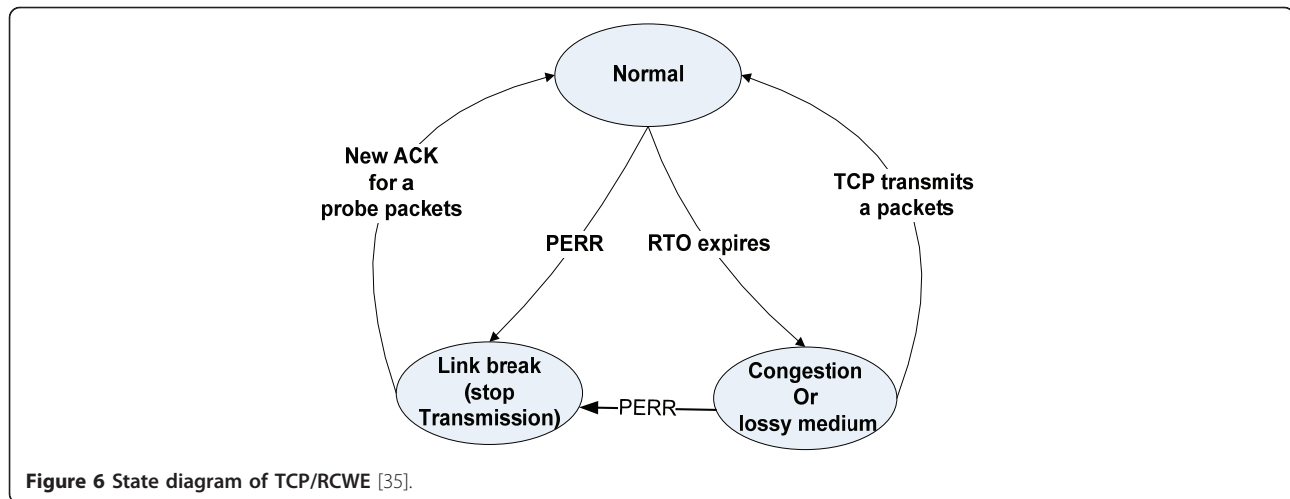 Normal
New ACK
for a
probe packets
TCP transmits
a packets
PERR
RTO expires
Link break
(stop
Transmission)
PERR
Congestion
Or
lossy medium
Figure 6 State diagram of TCP/RCWE [35].